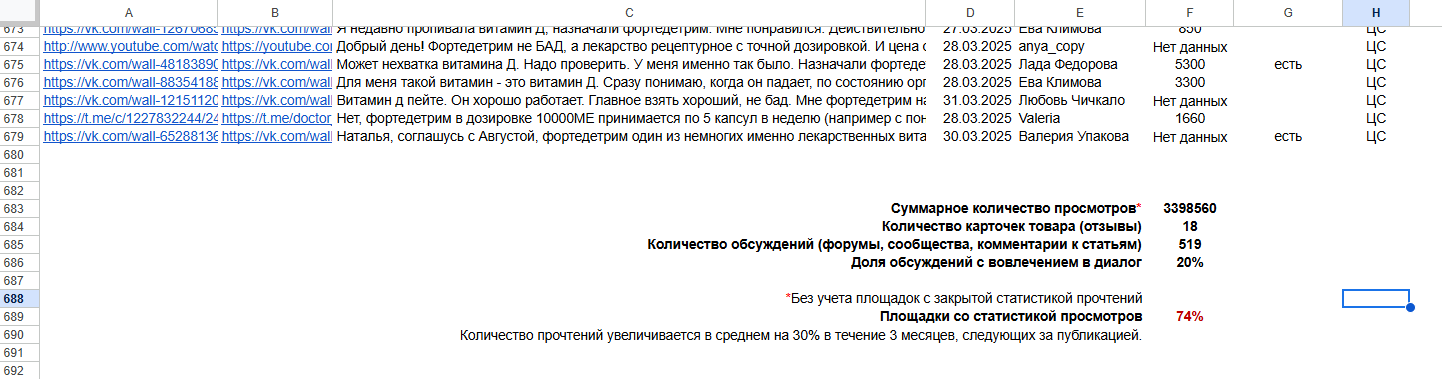 A B C D E F G H
673 https://vk.com/wall-12670685 https://vk.com/wall Я недавно пропивала витамин Д, назначали фортедетрим. Мне понравился. Действительно 27.03.2025 Ева Климова 850 ЦС
674 http://www.youtube.com/watc https://youtube.co Добрый день! Фортедетрим не БАД, а лекарство рецептурное с точной дозировкой. И цена с 28.03.2025 anya_copy Нет данных ЦС
675 https://vk.com/wall-48183890 https://vk.com/wall Может нехватка витамина Д. Надо проверить. У меня именно так было. Назначали фортеде 28.03.2025 Лада Федорова 5300 есть ЦС
676 https://vk.com/wall-88354188 https://vk.com/wall Для меня такой витамин - это витамин Д. Сразу понимаю, когда он падает, по состоянию орг 28.03.2025 Ева Климова 3300 ЦС
677 https://vk.com/wall-12151120 https://vk.com/wall Витамин д пейте. Он хорошо работает. Главное взять хороший, не бад. Мне фортедетрим на 31.03.2025 Любовь Чичкало Нет данных ЦС
678 https://t.me/c/1227832244/24 https://t.me/doctor_ Нет, фортедетрим в дозировке 10000МЕ принимается по 5 капсул в неделю (например с пон 28.03.2025 Valeria 1660 ЦС
679 https://vk.com/wall-65288136 https://vk.com/wall Наталья, соглашусь с Августой, фортедетрим один из немногих именно лекарственных вита 30.03.2025 Валерия Упакова Нет данных есть ЦС
680
681
682
683 Суммарное количество просмотров* 3398560
684 Количество карточек товара (отзывы) 18
685 Количество обсуждений (форумы, сообщества, комментарии к статьям) 519
686 Доля обсуждений с вовлечением в диалог 20%
687
688 *Без учета площадок с закрытой статистикой прочтений
689 Площадки со статистикой просмотров 74%
690 Количество прочтений увеличивается в среднем на 30% в течение 3 месяцев, следующих за публикацией.
691
692